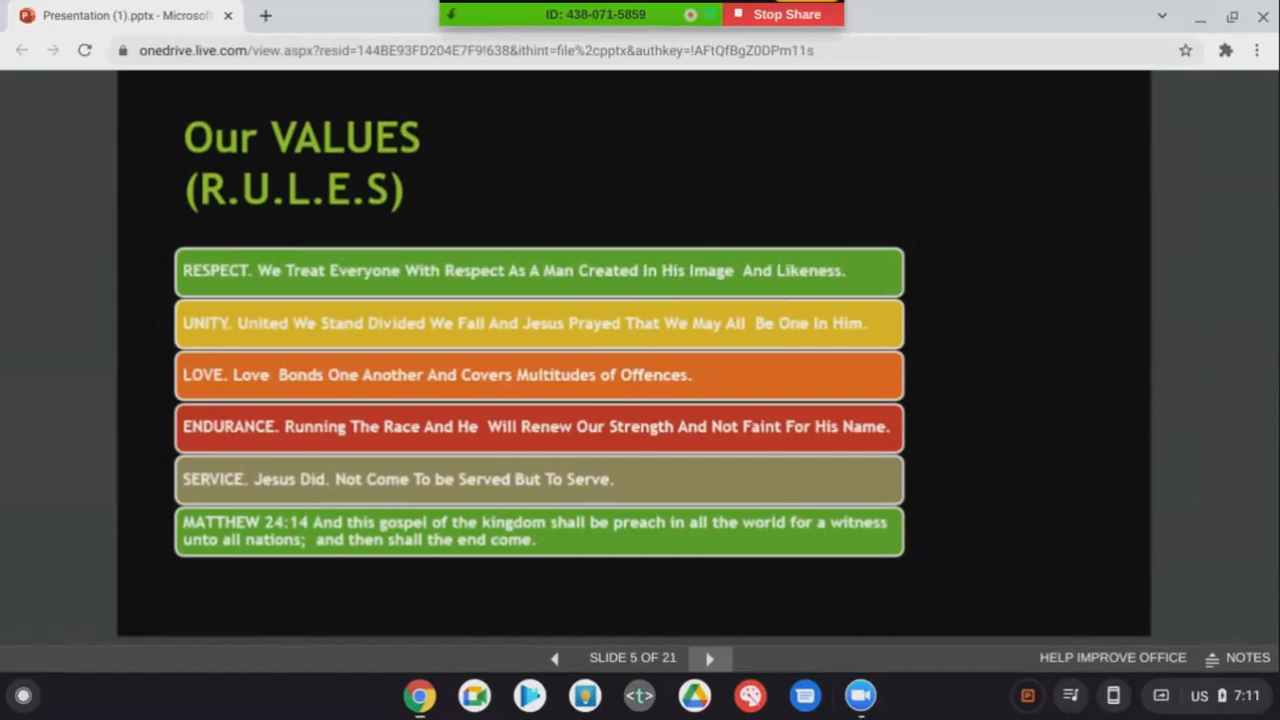 Presentation (1).pptx - Microsoft
ID: 438-071-5859
Stop Share
onedrive.live.com/view.aspx?resid=144BE93FD204E7F9!638&ithint=file%2cpptx&authkey=!AFtQfBgZ0DPm11s
Our VALUES
(R.U.L.E.S)
RESPECT. We Treat Everyone With Respect As A Man Created In His Image And Likeness.
UNITY. United We Stand Divided We Fall And Jesus Prayed That We May All Be One In Him.
LOVE. Love Bonds One Another And Covers Multitudes of Offences.
ENDURANCE. Running The Race And He Will Renew Our Strength And Not Faint For His Name.
SERVICE. Jesus Did. Not Come To be Served But To Serve.
MATTHEW 24:14 And this gospel of the kingdom shall be preach in all the world for a witness
unto all nations; and then shall the end come.
SLIDE 5 OF 21
HELP IMPROVE OFFICE
NOTES
<t>
US
7:11